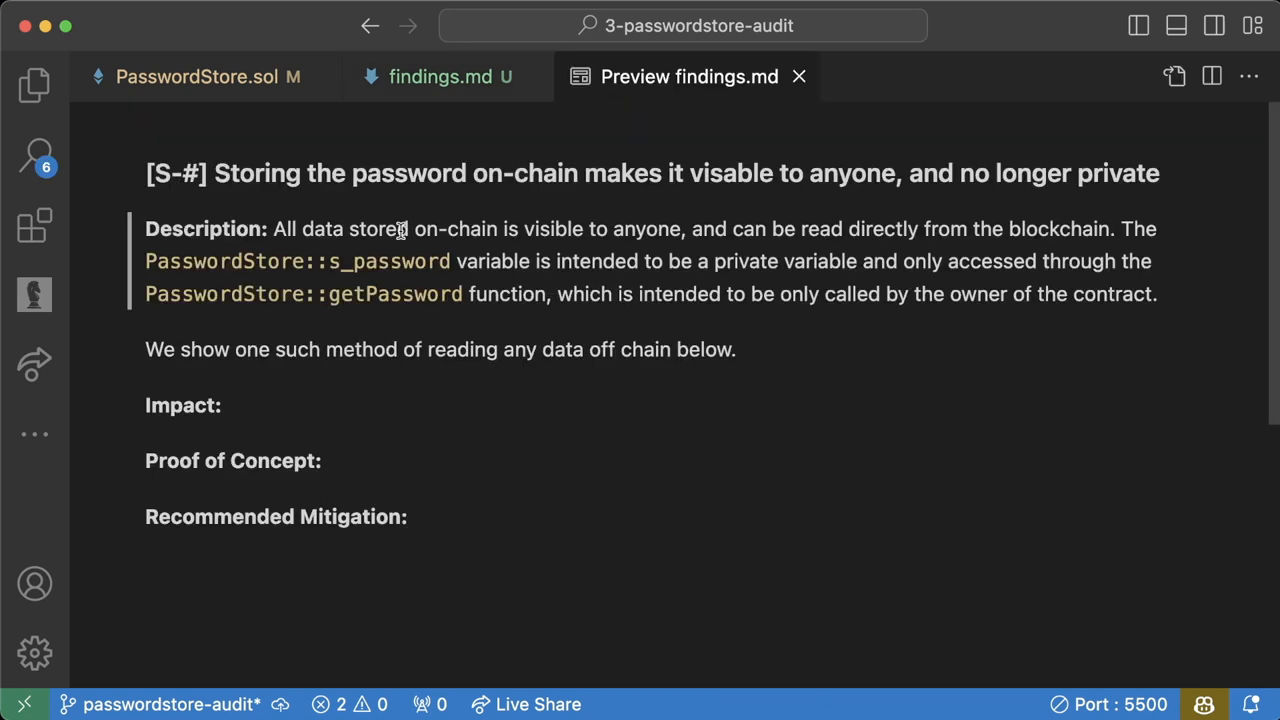 3-passwordstore-audit
PasswordStore.sol M
findings.md U
Preview findings.md
6
[S-#] Storing the password on-chain makes it visable to anyone, and no longer private
Description: All data stored on-chain is visible to anyone, and can be read directly from the blockchain. The
PasswordStore::s_password variable is intended to be a private variable and only accessed through the
PasswordStore::getPassword function, which is intended to be only called by the owner of the contract.
We show one such method of reading any data off chain below.
Impact:
Proof of Concept:
Recommended Mitigation:
passwordstore-audit* 2 0 0 Live Share Port : 5500